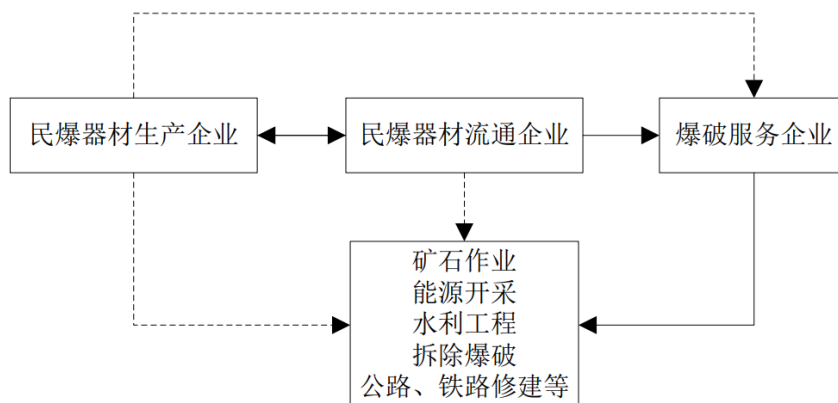 民爆器材生产企业
民爆器材流通企业
爆破服务企业
矿石作业
能源开采
水利工程
拆除爆破
公路、铁路修建等